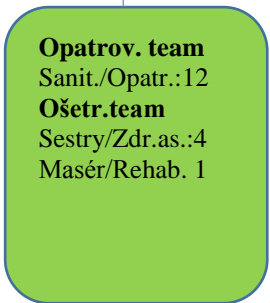 Opatrov. team
Sanit./Opatr.:12
Ošetr.team
Sestry/Zdr.as.:4
Masér/Rehab. 1